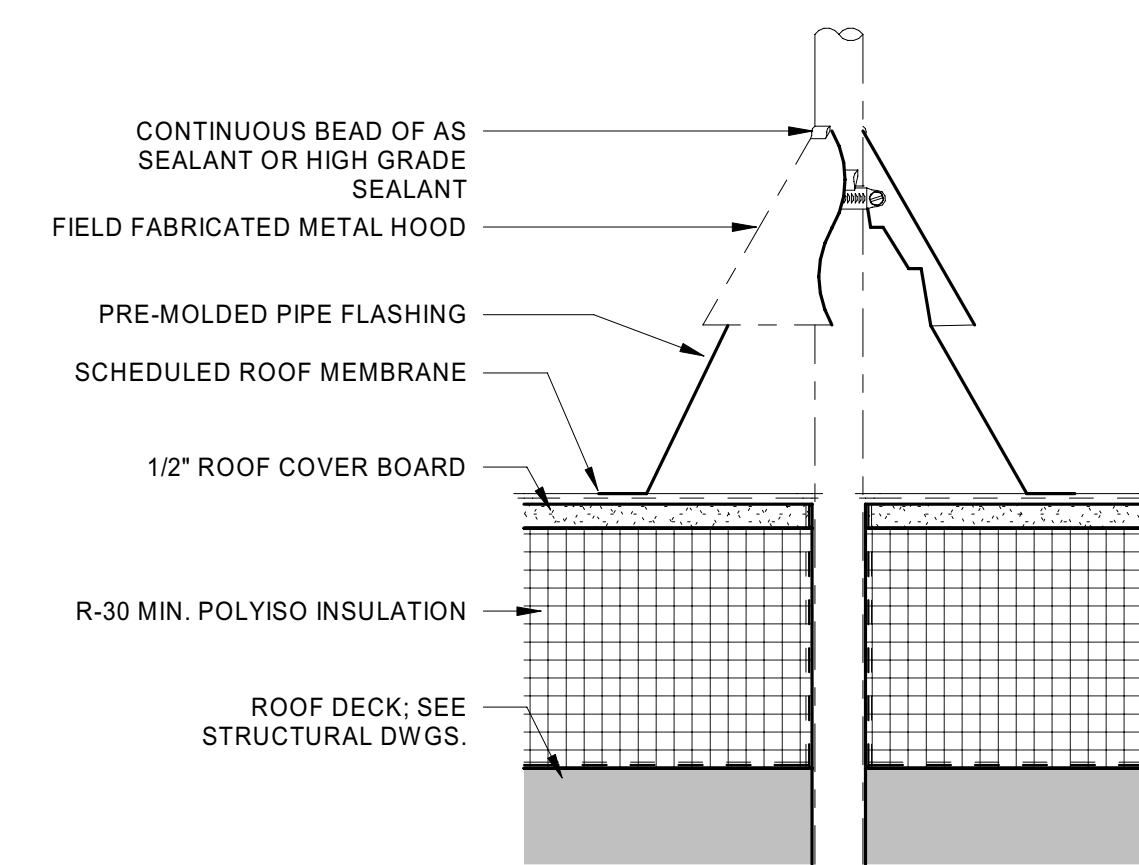 CONTINUOUS BEAD OF AS
SEALANT OR HIGH GRADE
SEALANT
FIELD FABRICATED METAL HOOD
PRE-MOLDED PIPE FLASHING
SCHEDULED ROOF MEMBRANE
1/2" ROOF COVER BOARD
R-30 MIN. POLYISO INSULATION
ROOF DECK; SEE
STRUCTURAL DWGS.